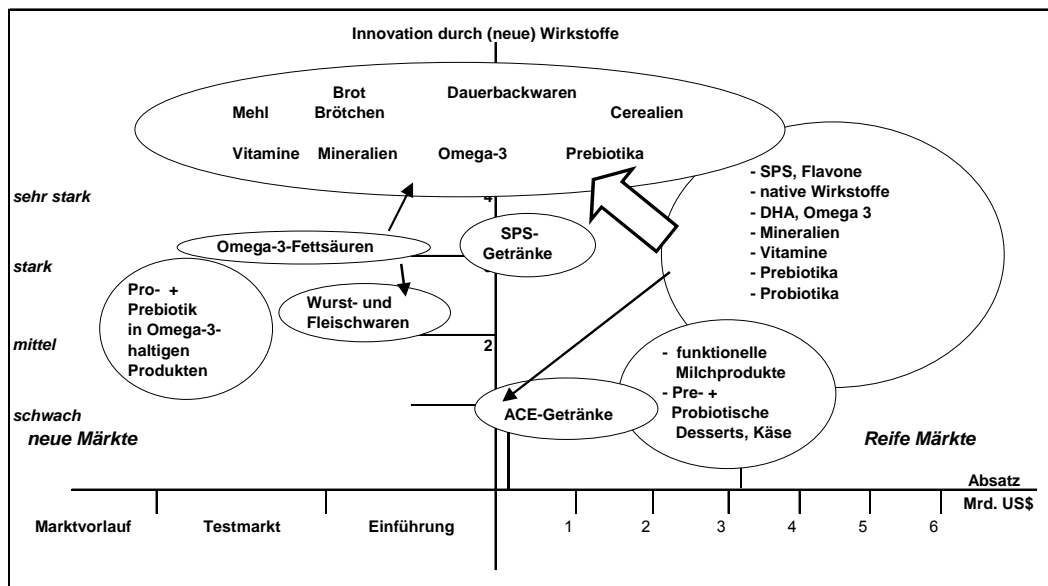 Innovation durch (neue) Wirkstoffe
Brot
Dauerbackwaren
Mehl
Brötchen
Cerealien
Vitamine
Mineralien
Omega-3
Prebiotika
sehr stark
4
- SPS, Flavone
- native Wirkstoffe
- DHA, Omega 3
- Mineralien
- Vitamine
- Prebiotika
- Probiotika
Omega-3-Fettsäuren
SPS-
Getränke
stark
Pro- +
Prebiotik
in Omega-3-
haltigen
Produkten
Wurst- und
Fleischwaren
mittel
2
- funktionelle
Milchprodukte
- Pre- +
Probiotische
Desserts, Käse
schwach
ACE-Getränke
neue Märkte
Reife Märkte
Absatz
Mrd. US$
Marktvorlauf
Testmarkt
Einführung
1
2
3
4
5
6